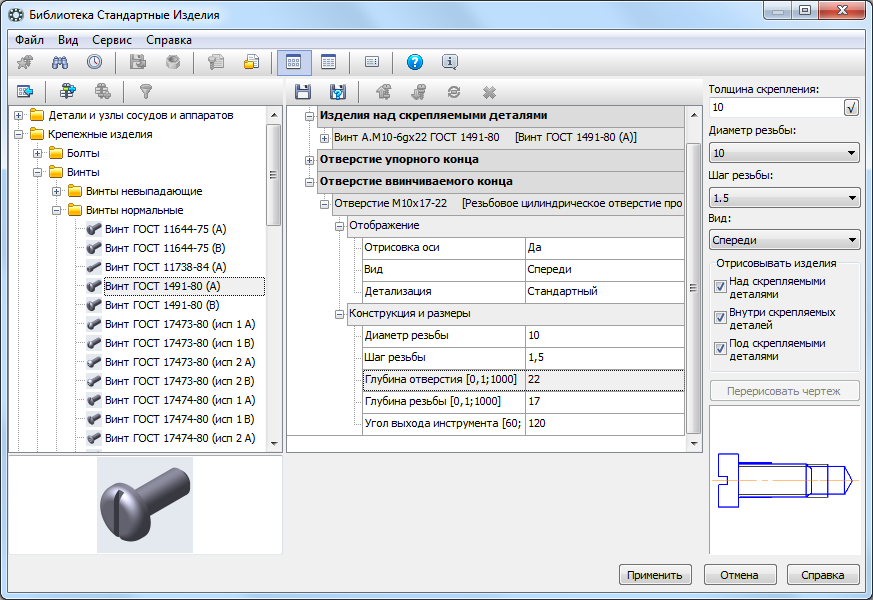 Библиотека Стандартные Изделия
Файл Вид Сервис Справка
Детали и узлы сосудов и аппаратов
Крепежные изделия
Болты
Винты
Винты невыпадающие
Винты нормальные
Винт ГОСТ 11644-75 (А)
Винт ГОСТ 11644-75 (В)
Винт ГОСТ 11738-84 (А)
Винт ГОСТ 1491-80 (А)
Винт ГОСТ 1491-80 (В)
Винт ГОСТ 17473-80 (исп 1 А)
Винт ГОСТ 17473-80 (исп 1 В)
Винт ГОСТ 17473-80 (исп 2 А)
Винт ГОСТ 17473-80 (исп 2 В)
Винт ГОСТ 17474-80 (исп 1 А)
Винт ГОСТ 17474-80 (исп 1 В)
Винт ГОСТ 17474-80 (исп 2 А)
Изделия над скрепляемыми деталями
Винт А.М10-6gx22 ГОСТ 1491-80 [Винт ГОСТ 1491-80 (А)]
Отверстие упорного конца
Отверстие ввинчиваемого конца
Отверстие М10х17-22 [Резьбовое цилиндрическое отверстие про
Отображение
Отрисовка оси Да
Вид Спереди
Детализация Стандартный
Конструкция и размеры
Диаметр резьбы 10
Шаг резьбы 1,5
Глубина отверстия [0,1;1000] 22
Глубина резьбы [0,1;1000] 17
Угол выхода инструмента [60; 120
Толщина скрепления:
10
Диаметр резьбы:
10
Шаг резьбы:
1.5
Вид:
Спереди
Отрисовывать изделия
Над скрепляемыми
деталями
Внутри скрепляемых
деталей
Под скрепляемыми
деталями
Перерисовать чертеж
Применить Отмена Справка